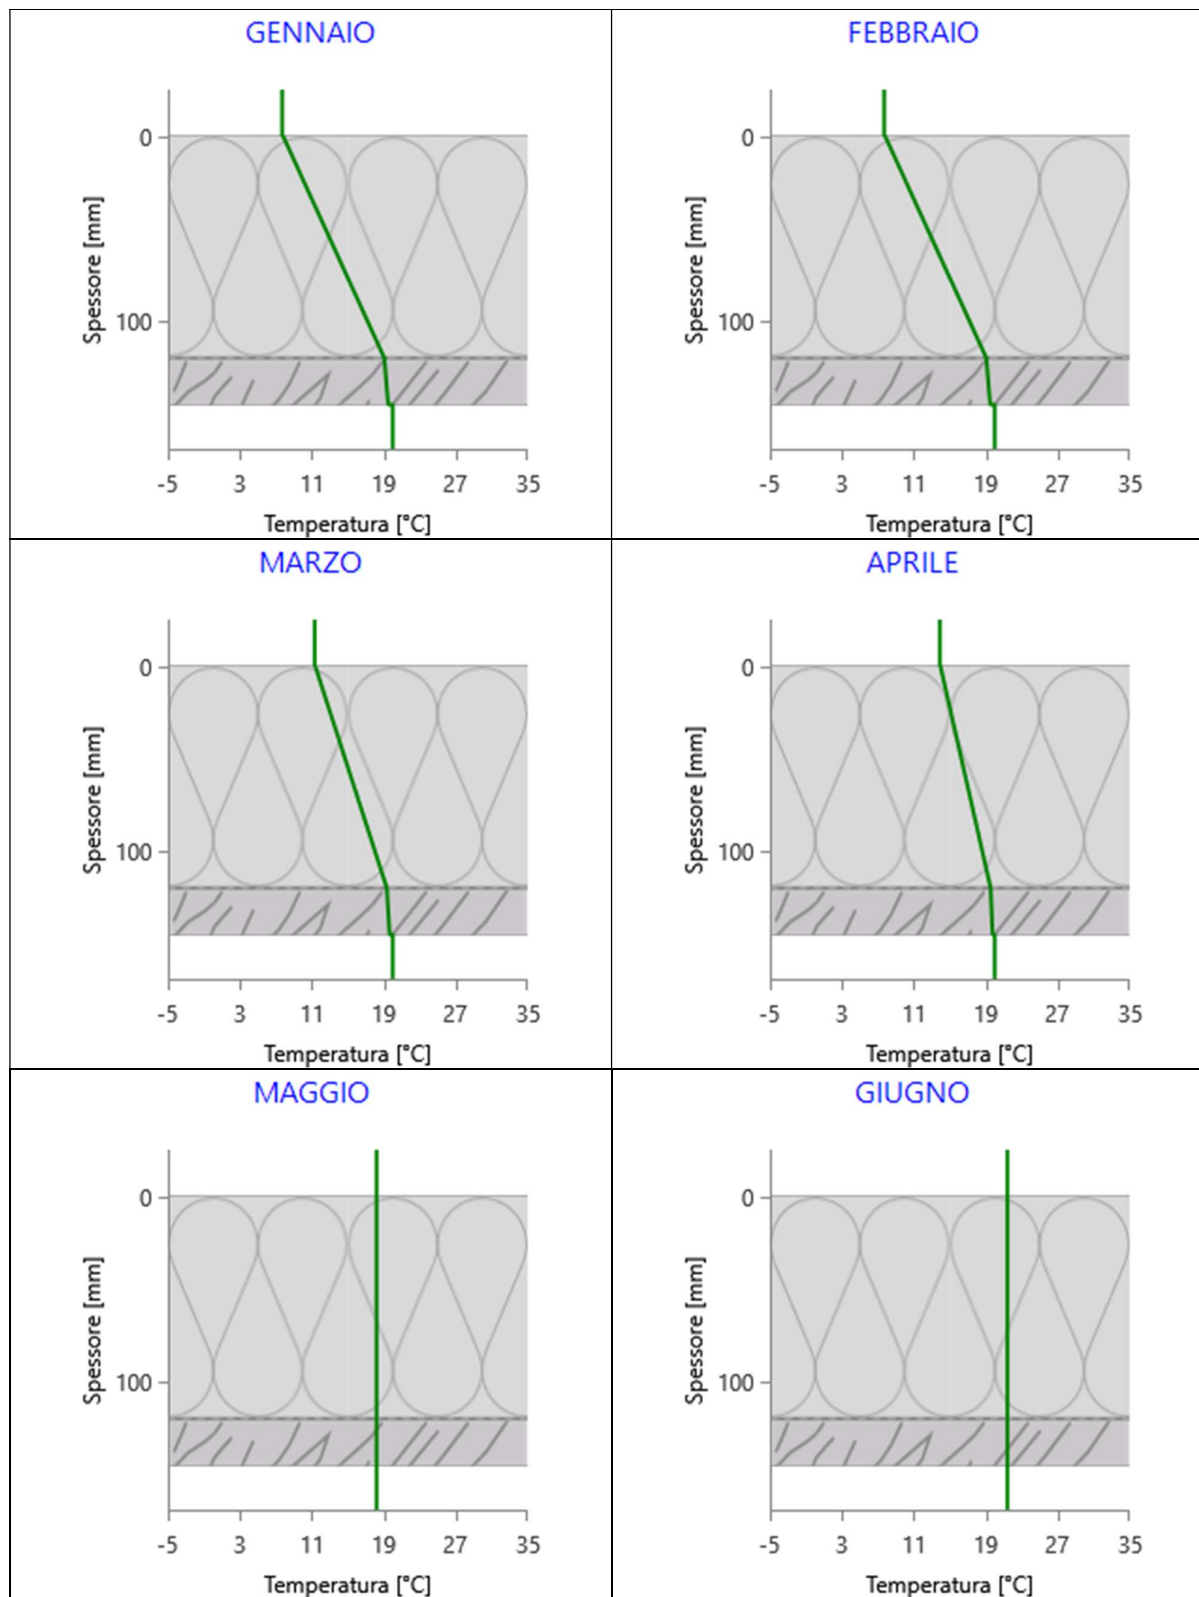 GENNAIO
FEBBRAIO
0
100
Spessore [mm]
-5 3 11 19 27 35
Temperatura [°C]
0
100
Spessore [mm]
-5 3 11 19 27 35
Temperatura [°C]
MARZO
APRILE
0
100
Spessore [mm]
-5 3 11 19 27 35
Temperatura [°C]
0
100
Spessore [mm]
-5 3 11 19 27 35
Temperatura [°C]
MAGGIO
GIUGNO
0
100
Spessore [mm]
-5 3 11 19 27 35
Temperatura [°C]
0
100
Spessore [mm]
-5 3 11 19 27 35
Temperatura [°C]